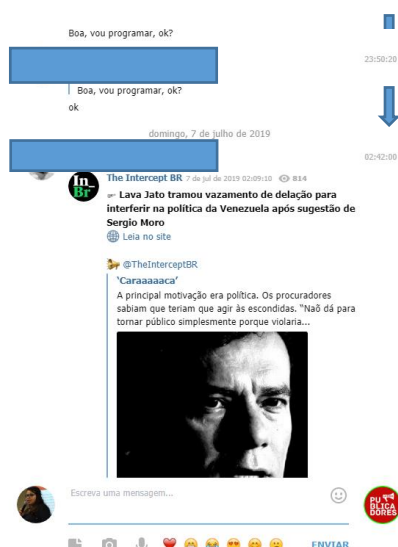 Boa, vou programar, ok?
23:50:20
Boa, vou programar, ok?
ok
domingo, 7 de julho de 2019
02:42:00
In_
Br
The Intercept BR 7 de jul de 2019 02:09:10 814
Lava Jato tramou vazamento de delação para
interferir na política da Venezuela após sugestão de
Sergio Moro
Leia no site
@TheInterceptBR
'Caraaaaaca'
A principal motivação era política. Os procuradores
sabiam que teriam que agir às escondidas. "Naõ dá para
tornar público simplesmente porque violaria...
Escreva uma mensagem...
PU
BLICA
DORES
ENVIAR